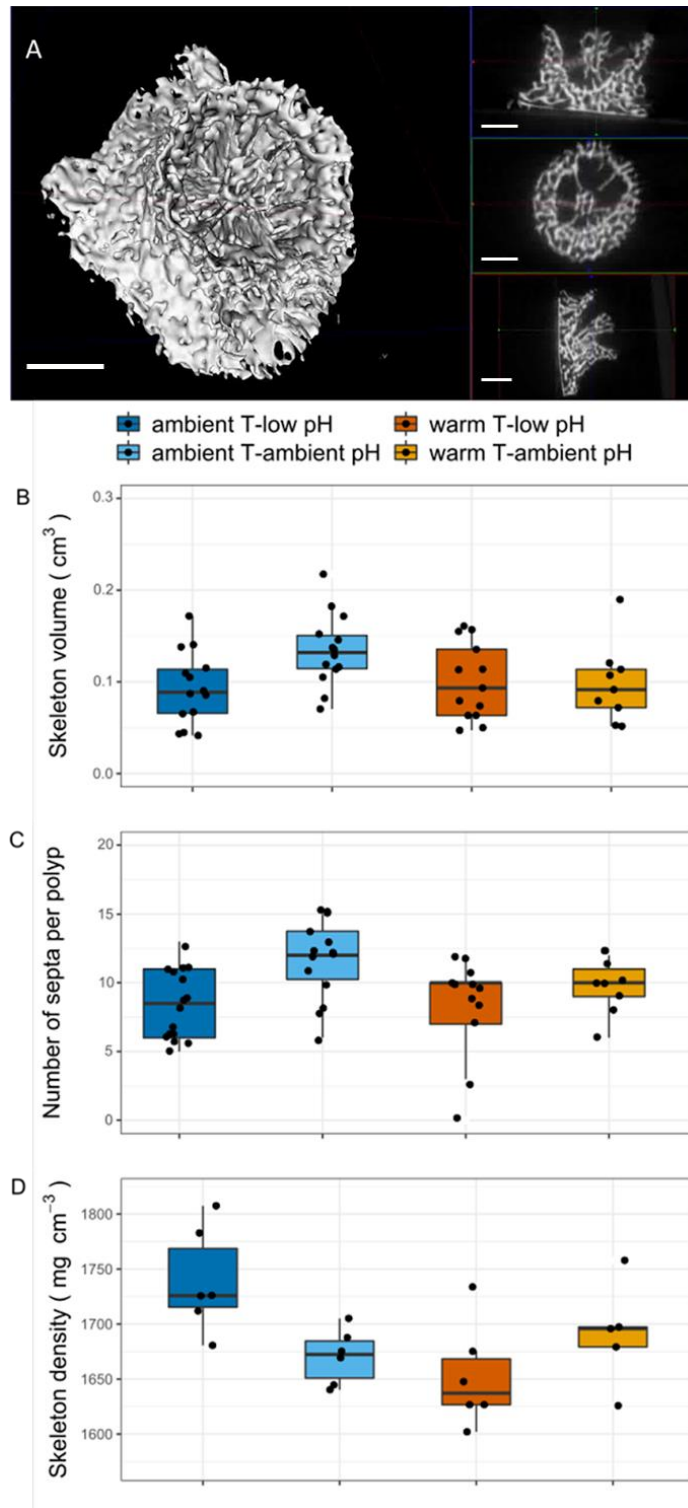 A
ambient T-low pH warm T-low pH
ambient T-ambient pH warm T-ambient pH
B
Skeleton volume ( cm³ )
0.3
0.2
0.1
0.0
C
Number of septa per polyp
20
15
10
5
0
D
Skeleton density ( mg cm⁻³ )
1800
1750
1700
1650
1600